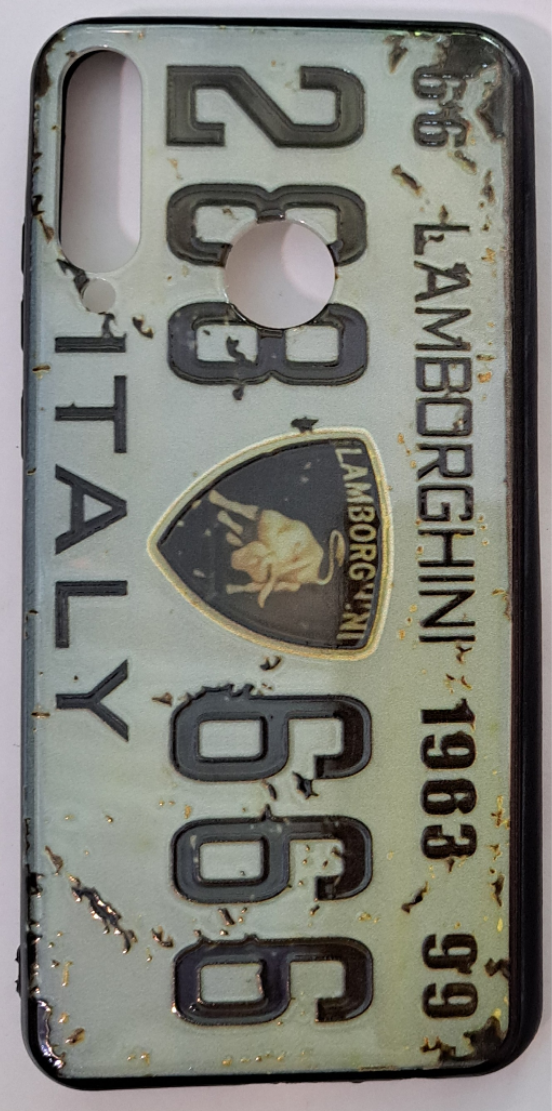 66 LAMBORGHINI 1963 99
288 666
LAMBORGHINI
ITALY